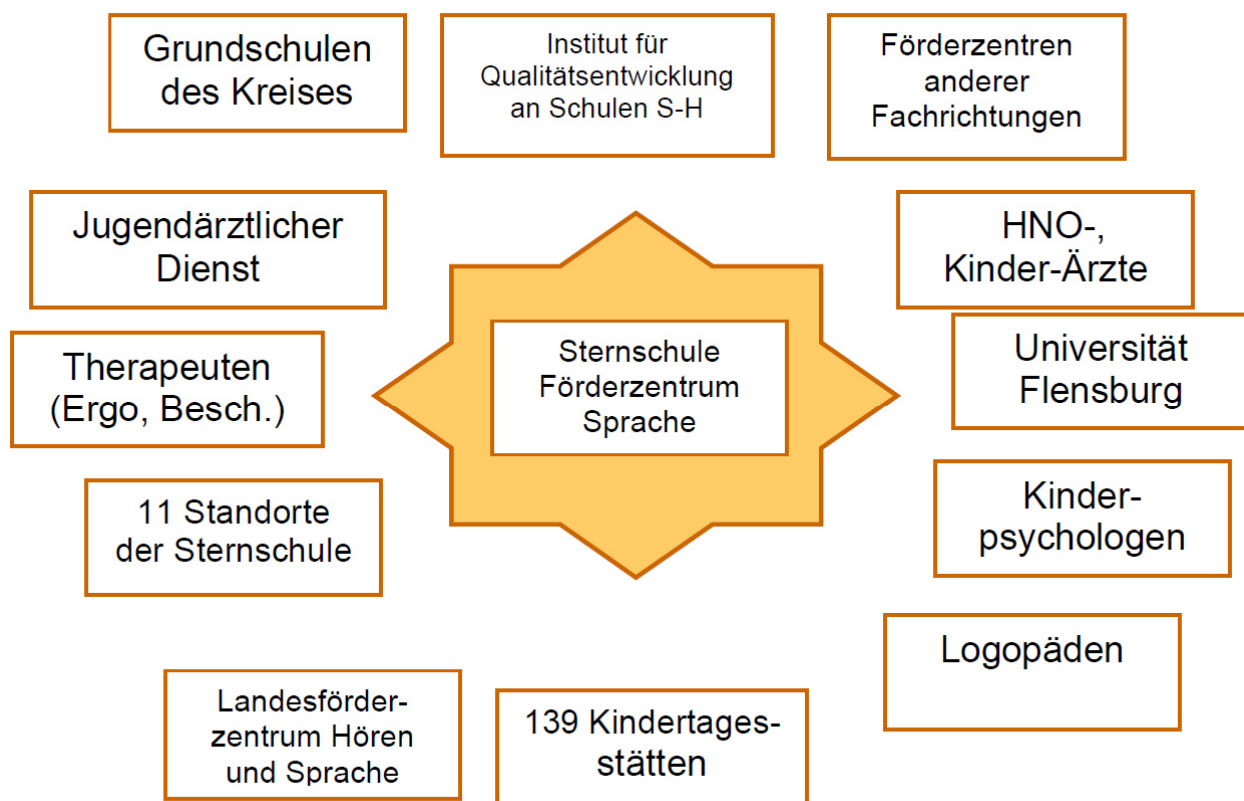 Grundschulen
des Kreises
Institut für
Qualitätsentwicklung
an Schulen S-H
Förderzentren
anderer
Fachrichtungen
Jugendärztlicher
Dienst
HNO-,
Kinder-Ärzte
Therapeuten
(Ergo, Besch.)
Sternschule
Förderzentrum
Sprache
Universität
Flensburg
11 Standorte
der Sternschule
Kinder-
psychologen
Logopäden
Landesförder-
zentrum Hören
und Sprache
139 Kindertages-
stätten